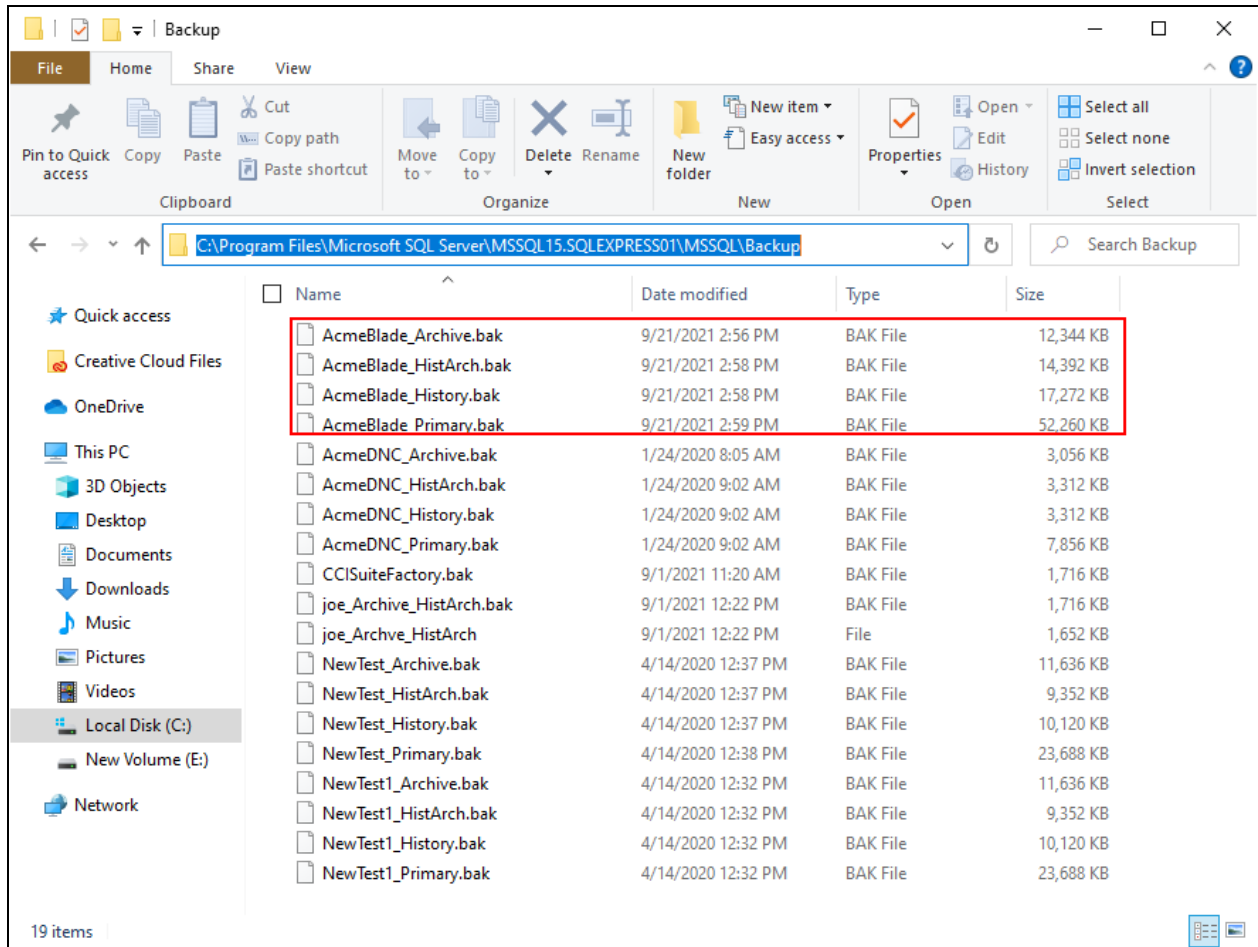 Backup
File Home Share View
Pin to Quick access
Copy
Paste
Cut
Copy path
Paste shortcut
Clipboard
Move to
Copy to
Delete
Rename
Organize
New folder
New item
Easy access
New
Properties
Open
Edit
History
Open
Select all
Select none
Invert selection
Select
C:\Program Files\Microsoft SQL Server\MSSQL15.SQLEXPRESS01\MSSQL\Backup
Search Backup
Quick access
Creative Cloud Files
OneDrive
This PC
3D Objects
Desktop
Documents
Downloads
Music
Pictures
Videos
Local Disk (C:)
New Volume (E:)
Network
Name Date modified Type Size
AcmeBlade_Archive.bak 9/21/2021 2:56 PM BAK File 12,344 KB
AcmeBlade_HistArch.bak 9/21/2021 2:58 PM BAK File 14,392 KB
AcmeBlade_History.bak 9/21/2021 2:58 PM BAK File 17,272 KB
AcmeBlade_Primary.bak 9/21/2021 2:59 PM BAK File 52,260 KB
AcmeDNC_Archive.bak 1/24/2020 8:05 AM BAK File 3,056 KB
AcmeDNC_HistArch.bak 1/24/2020 9:02 AM BAK File 3,312 KB
AcmeDNC_History.bak 1/24/2020 9:02 AM BAK File 3,312 KB
AcmeDNC_Primary.bak 1/24/2020 9:02 AM BAK File 7,856 KB
CCISuiteFactory.bak 9/1/2021 11:20 AM BAK File 1,716 KB
joe_Archive_HistArch.bak 9/1/2021 12:22 PM BAK File 1,716 KB
joe_Archve_HistArch 9/1/2021 12:22 PM File 1,652 KB
NewTest_Archive.bak 4/14/2020 12:37 PM BAK File 11,636 KB
NewTest_HistArch.bak 4/14/2020 12:37 PM BAK File 9,352 KB
NewTest_History.bak 4/14/2020 12:37 PM BAK File 10,120 KB
NewTest_Primary.bak 4/14/2020 12:38 PM BAK File 23,688 KB
NewTest1_Archive.bak 4/14/2020 12:32 PM BAK File 11,636 KB
NewTest1_HistArch.bak 4/14/2020 12:32 PM BAK File 9,352 KB
NewTest1_History.bak 4/14/2020 12:32 PM BAK File 10,120 KB
NewTest1_Primary.bak 4/14/2020 12:32 PM BAK File 23,688 KB
19 items